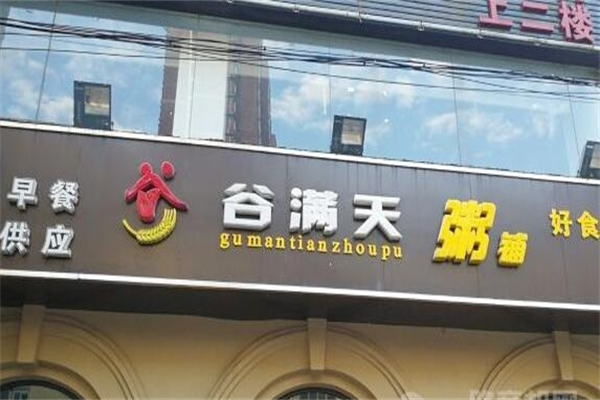 上二楼
早餐
供应
谷满天
gumantianzhoupu
粥铺
好食